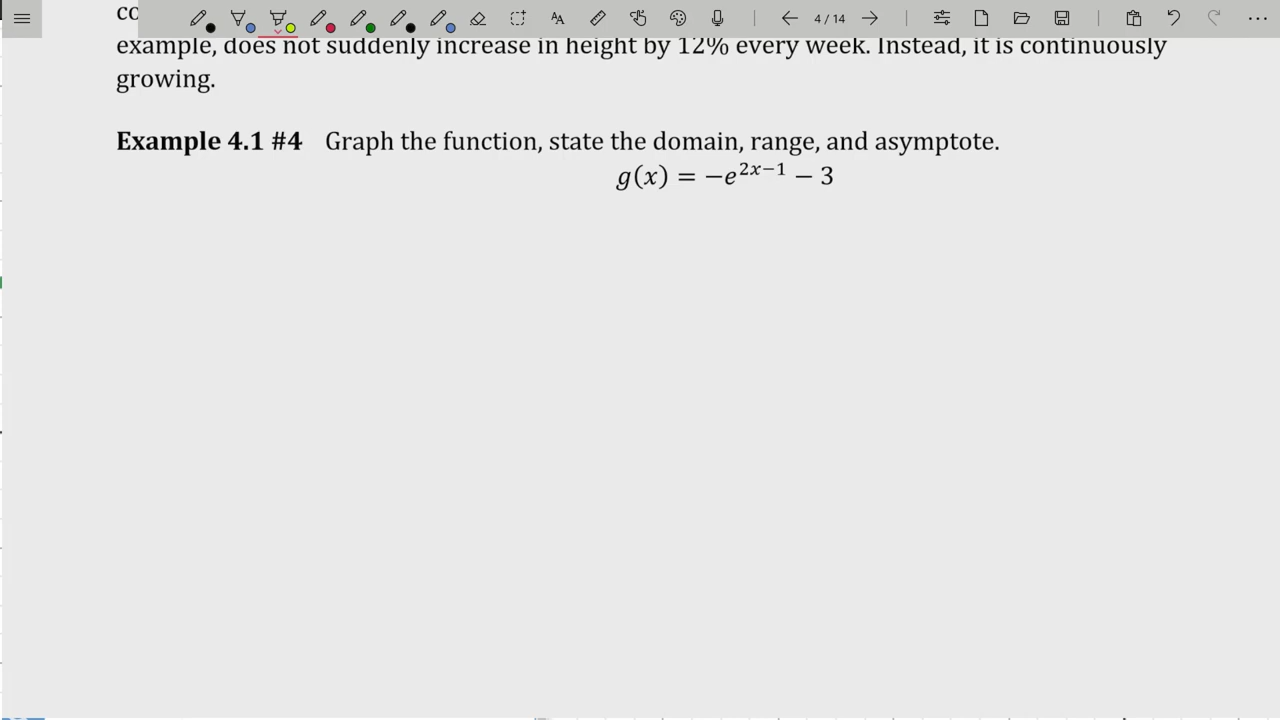 co
4 / 14
example, does not suddenly increase in height by 12% every week. Instead, it is continuously
growing.
Example 4.1 #4 Graph the function, state the domain, range, and asymptote.
g(x) = −e^{2x−1} − 3